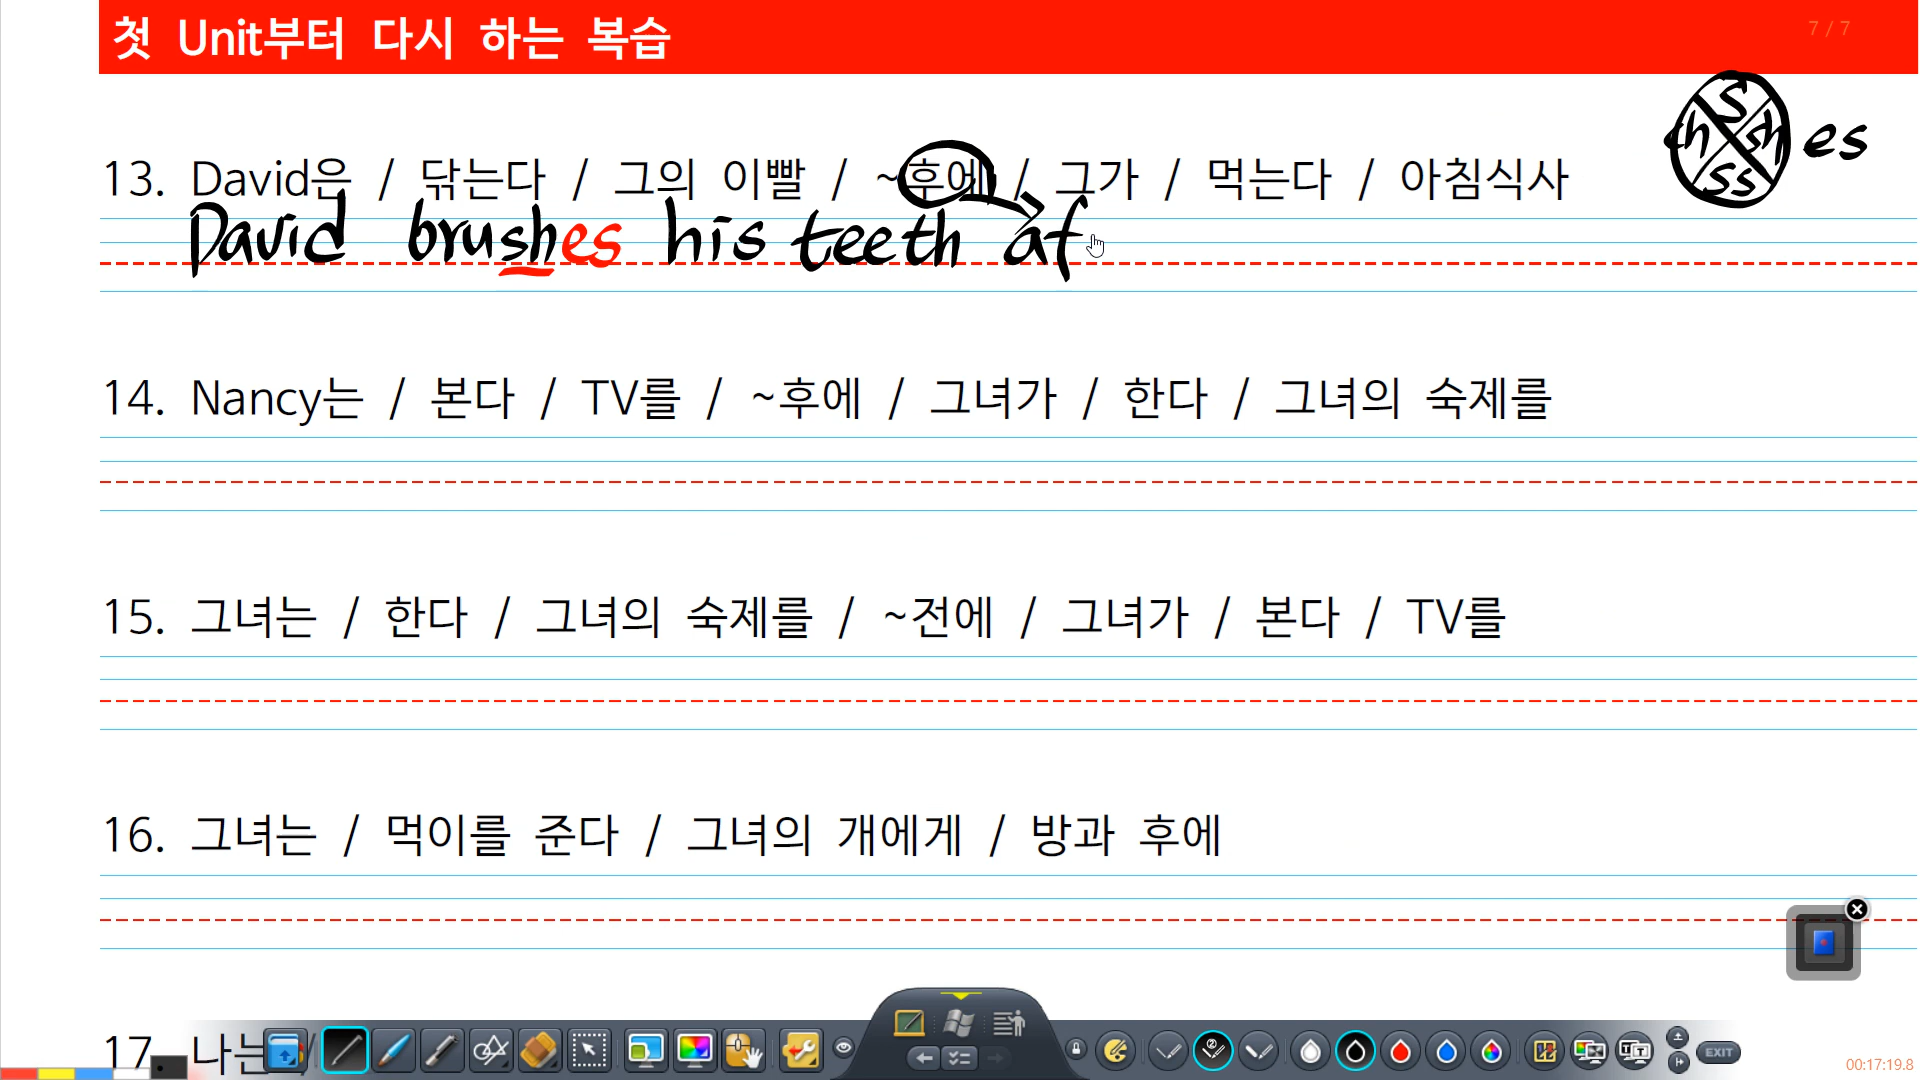 첫 Unit부터 다시 하는 복습
7 / 7
S
ch sh es
ss
13. David은 / 닦는다 / 그의 이빨 / ~후에 / 그가 / 먹는다 / 아침식사
David brushes his teeth af
14. Nancy는 / 본다 / TV를 / ~후에 / 그녀가 / 한다 / 그녀의 숙제를
15. 그녀는 / 한다 / 그녀의 숙제를 / ~전에 / 그녀가 / 본다 / TV를
16. 그녀는 / 먹이를 준다 / 그녀의 개에게 / 방과 후에
17. 나는 /
EXIT
00:17:19.8